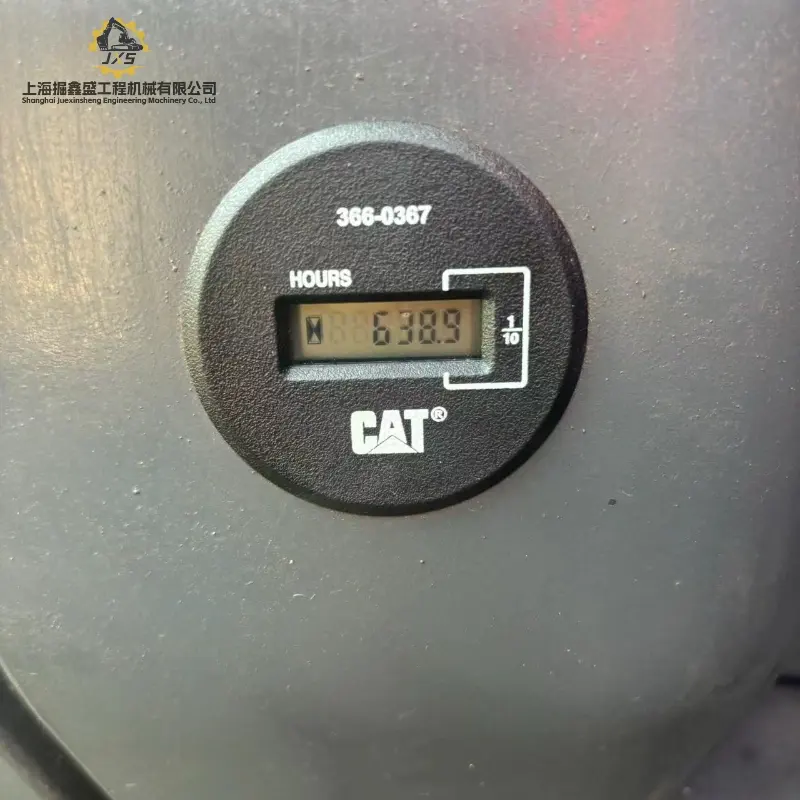 JXS
上海掘鑫盛工程机械有限公司
Shanghai Juexinsheng Engineering Machinery Co., Ltd
366-0367
HOURS
638.9
1/10
CAT®